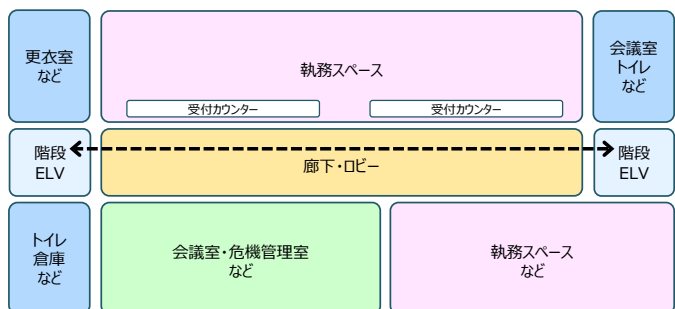 更衣室
など
執務スペース
会議室
トイレ
など
受付カウンター
受付カウンター
階段
ELV
廊下・ロビー
階段
ELV
トイレ
倉庫
など
会議室・危機管理室
など
執務スペース
など